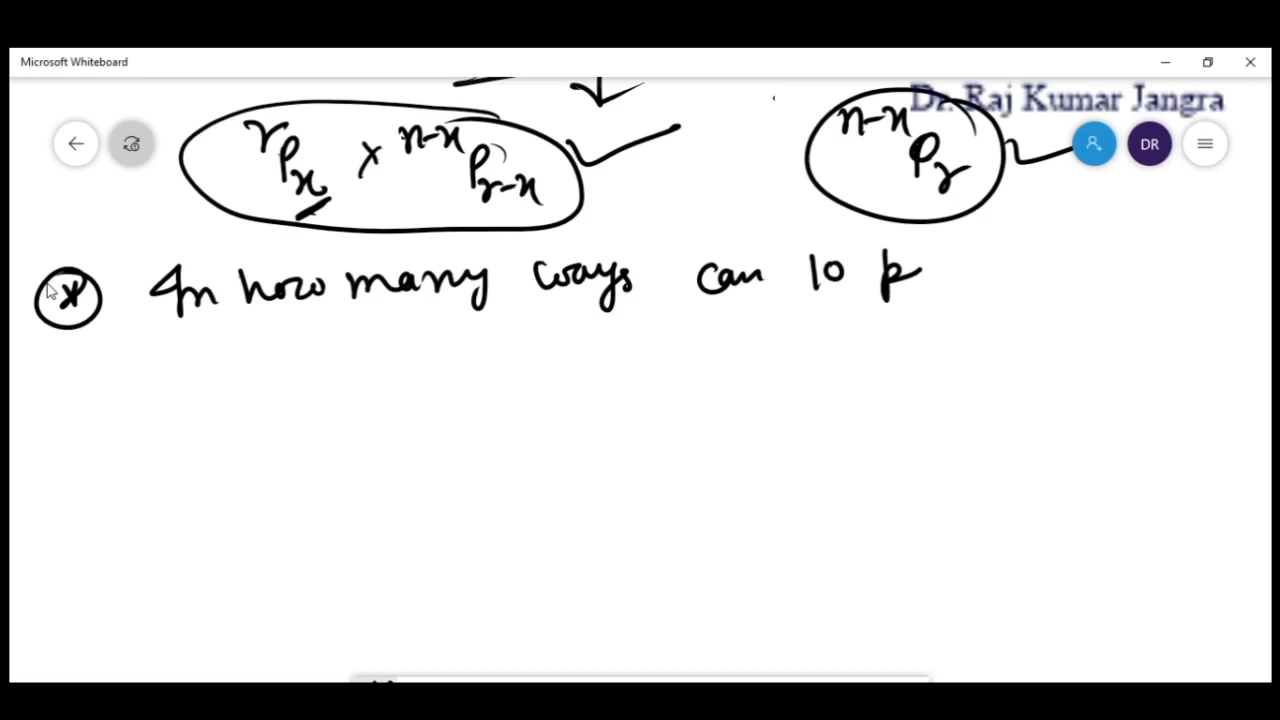 Microsoft Whiteboard
Dr. Raj Kumar Jangra
rPx × n-xPr-x n-xPr
DR
* In how many ways can 10 p